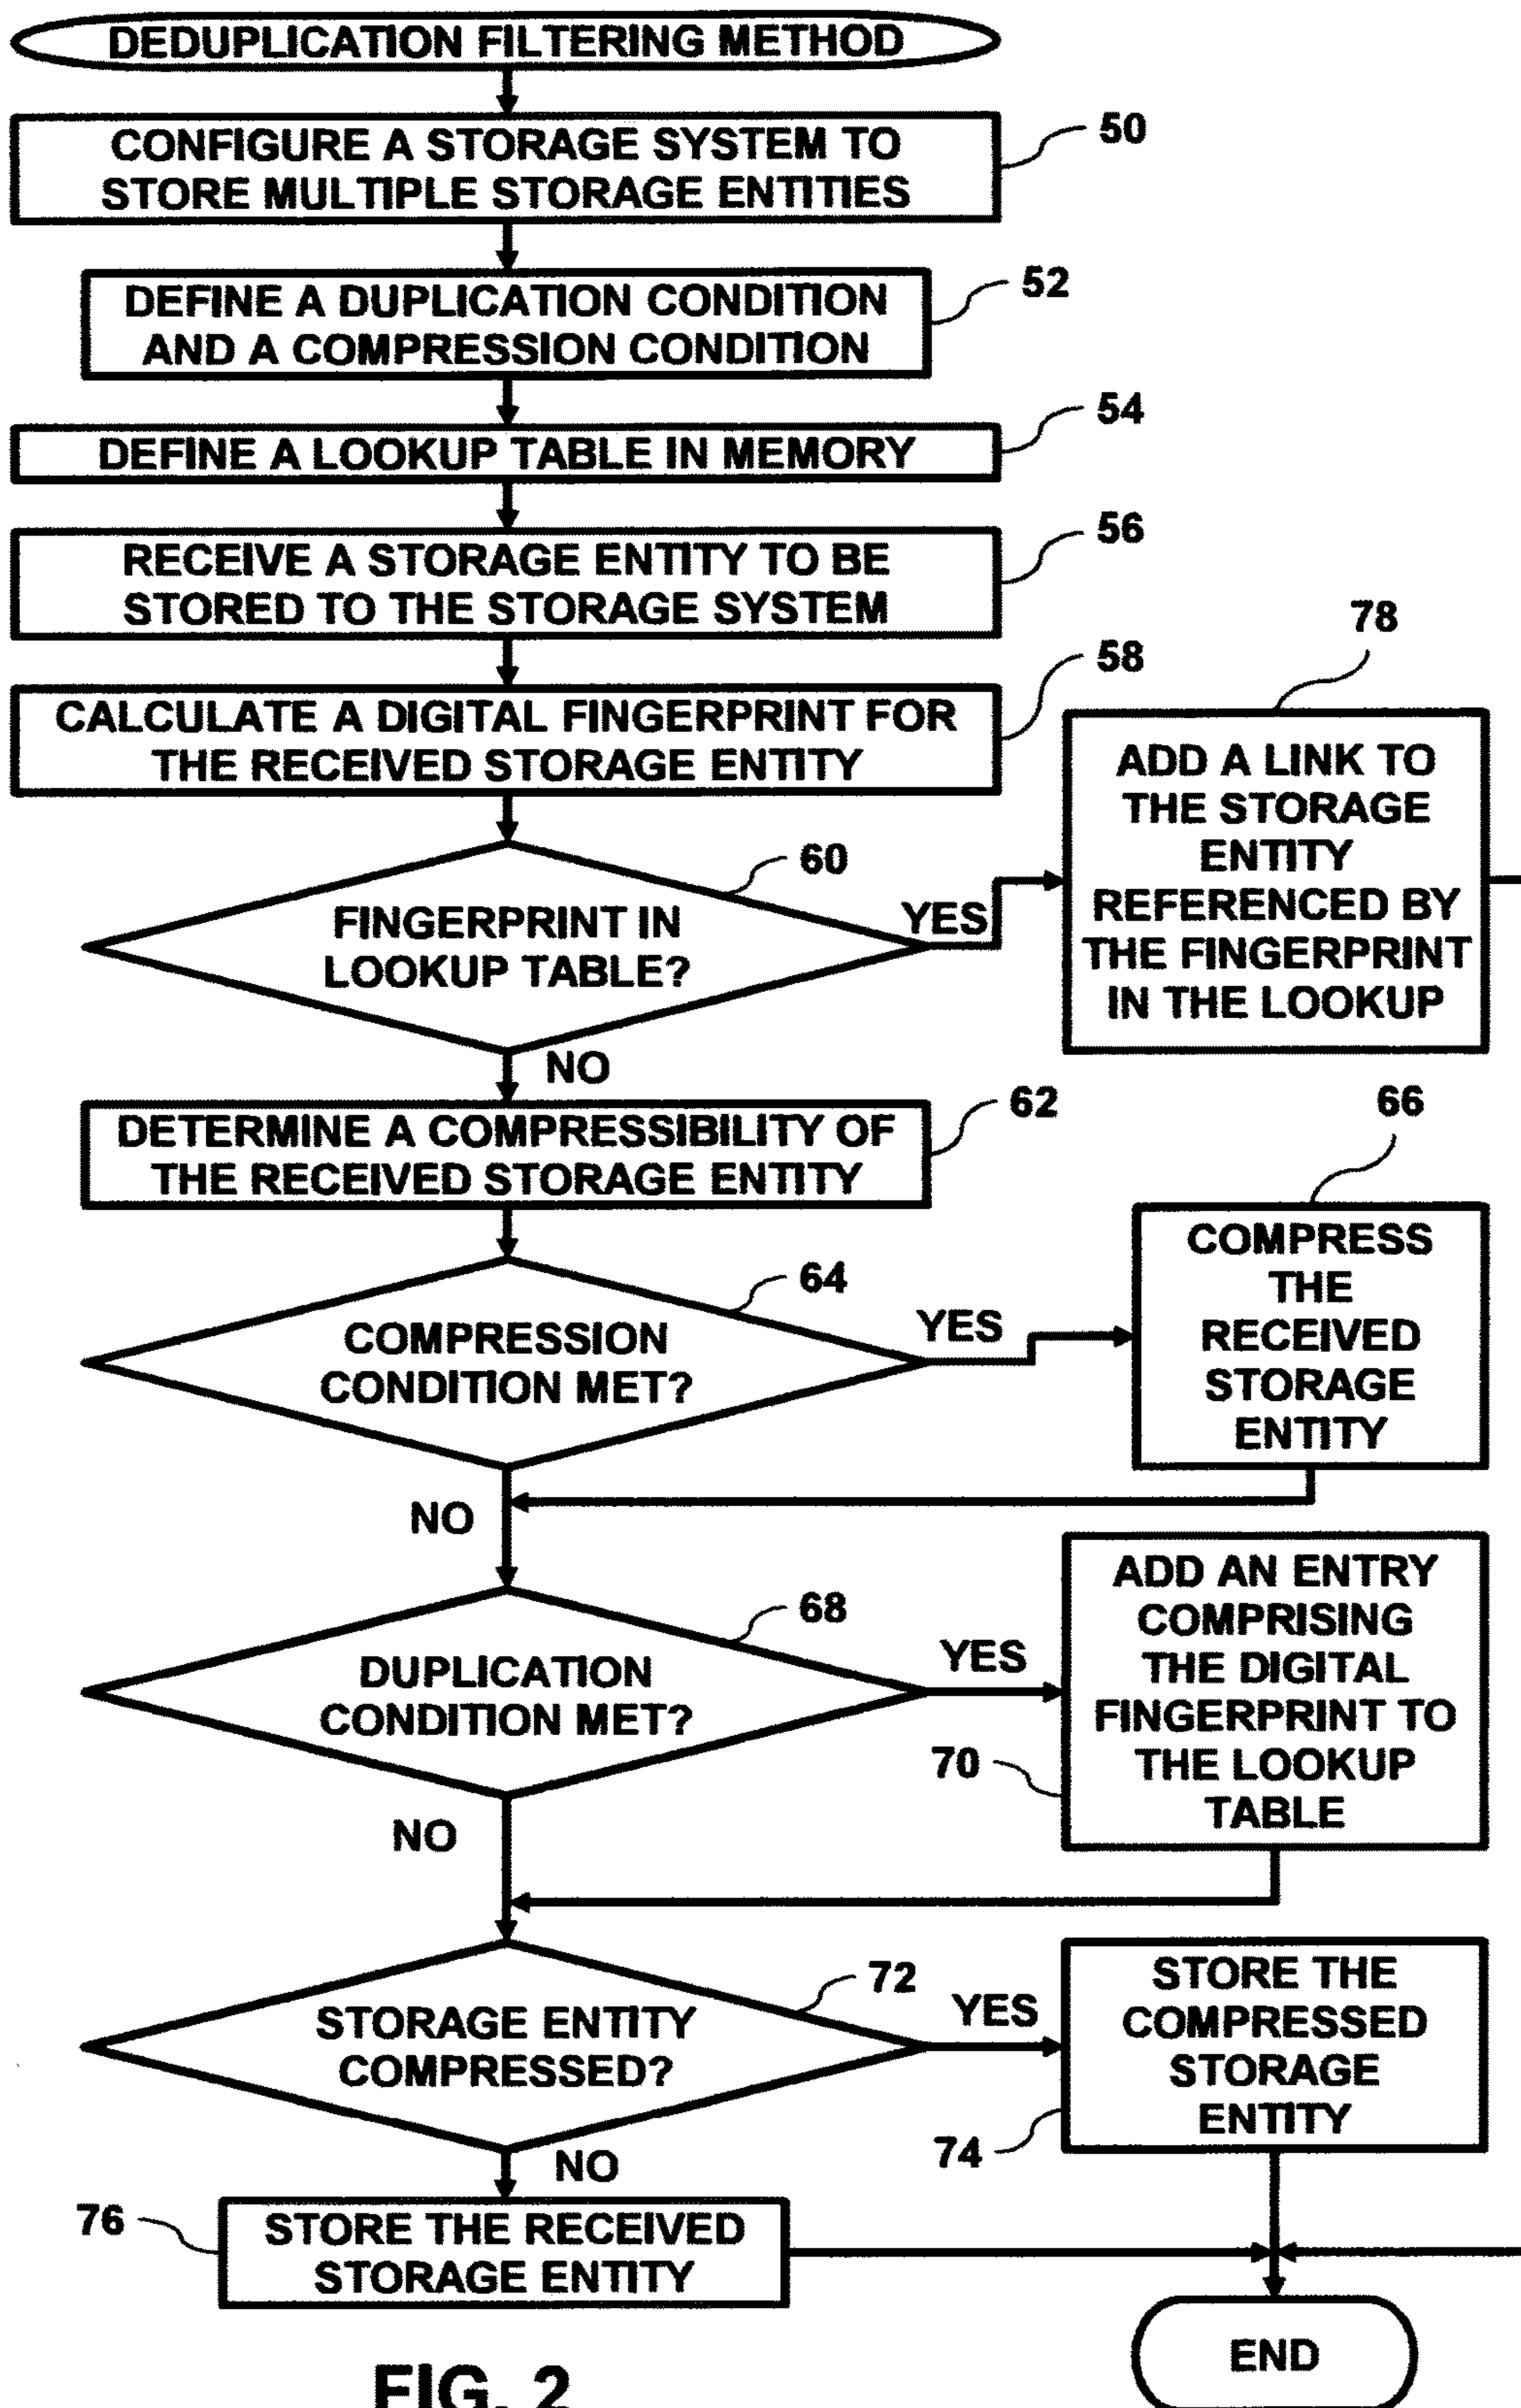 DEDUPLICATION FILTERING METHOD
CONFIGURE A STORAGE SYSTEM TO
STORE MULTIPLE STORAGE ENTITIES
50
DEFINE A DUPLICATION CONDITION
AND A COMPRESSION CONDITION
52
DEFINE A LOOKUP TABLE IN MEMORY
54
RECEIVE A STORAGE ENTITY TO BE
STORED TO THE STORAGE SYSTEM
56
CALCULATE A DIGITAL FINGERPRINT FOR
THE RECEIVED STORAGE ENTITY
58
FINGERPRINT IN
LOOKUP TABLE?
60
YES
78
ADD A LINK TO
THE STORAGE
ENTITY
REFERENCED BY
THE FINGERPRINT
IN THE LOOKUP
NO
DETERMINE A COMPRESSIBILITY OF
THE RECEIVED STORAGE ENTITY
62
COMPRESSION
CONDITION MET?
64
YES
66
COMPRESS
THE
RECEIVED
STORAGE
ENTITY
NO
DUPLICATION
CONDITION MET?
68
YES
70
ADD AN ENTRY
COMPRISING
THE DIGITAL
FINGERPRINT TO
THE LOOKUP
TABLE
NO
STORAGE ENTITY
COMPRESSED?
72
YES
74
STORE THE
COMPRESSED
STORAGE
ENTITY
NO
76
STORE THE RECEIVED
STORAGE ENTITY
END
FIG. 2